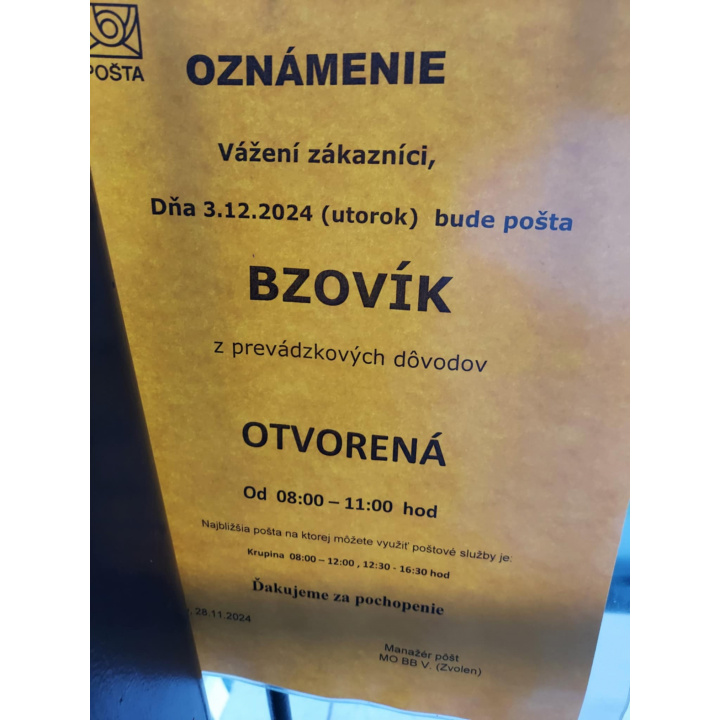 POŠTA
OZNÁMENIE
Vážení zákazníci,
Dňa 3.12.2024 (utorok) bude pošta
BZOVÍK
z prevádzkových dôvodov
OTVORENÁ
Od 08:00 – 11:00 hod
Najbližšia pošta na ktorej môžete využiť poštové služby je:
Krupina 08:00 – 12:00 , 12:30 - 16:30 hod
Ďakujeme za pochopenie
28.11.2024
Manažér pôšt
MO BB V. (Zvolen)